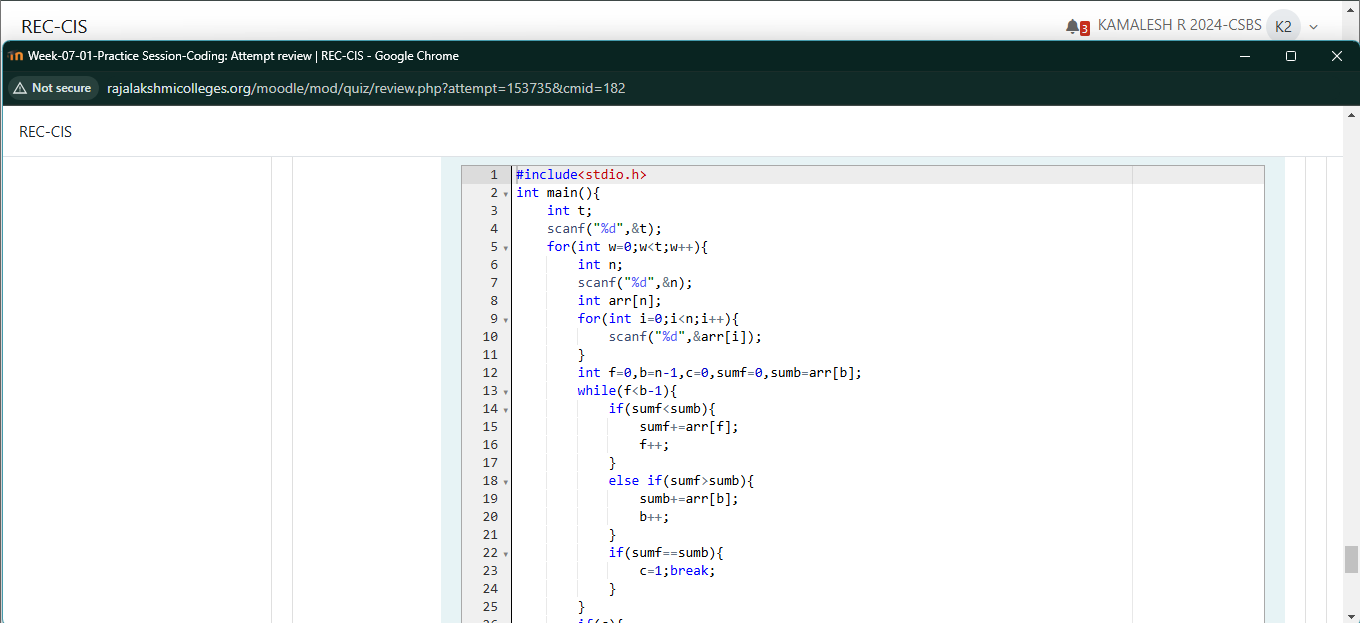 REC-CIS
3 KAMALESH R 2024-CSBS K2
Week-07-01-Practice Session-Coding: Attempt review | REC-CIS - Google Chrome
Not secure rajalakshmicolleges.org/moodle/mod/quiz/review.php?attempt=153735&cmid=182
REC-CIS
1 #include<stdio.h>
2 int main(){
3 int t;
4 scanf("%d",&t);
5 for(int w=0;w<t;w++){
6 int n;
7 scanf("%d",&n);
8 int arr[n];
9 for(int i=0;i<n;i++){
10 scanf("%d",&arr[i]);
11 }
12 int f=0,b=n-1,c=0,sumf=0,sumb=arr[b];
13 while(f<b-1){
14 if(sumf<sumb){
15 sumf+=arr[f];
16 f++;
17 }
18 else if(sumf>sumb){
19 sumb+=arr[b];
20 b++;
21 }
22 if(sumf==sumb){
23 c=1;break;
24 }
25 }